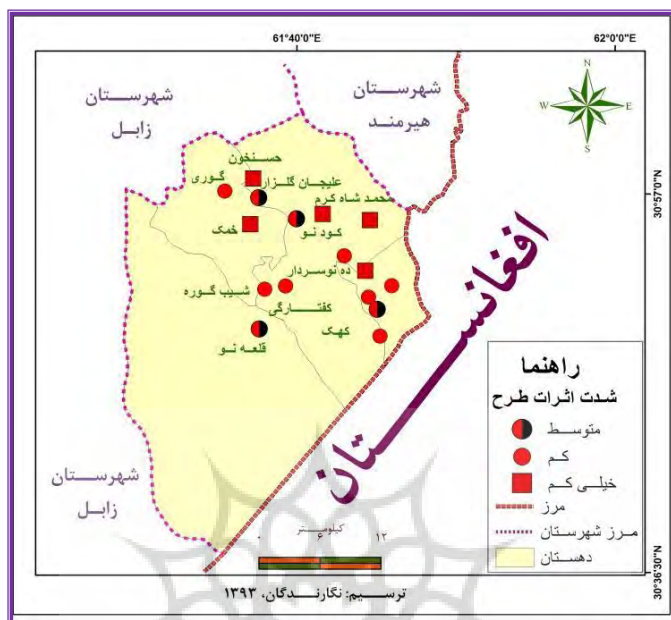 61°40'0"E
62°0'0"E
شهرستان
زابل
شهرستان
هیرمند
N
W E
S
30°57'0"N
حسنخون
گوری
علیجان گلزار
محمد شاه کرم
خمک
کود نو
ده نوسردار
شیب گوره
کفتارگی
قلعه نو
کهک
افغانستان
شهرستان
زابل
راهنما
شدت اثرات طرح
متوسط
کم
خیلی کم
مرز
مرز شهرستان
دهستان
کیلومتر
۰ 6 12
30°36'30"N
ترسیم: نگارندگان، ۱۳۹۳